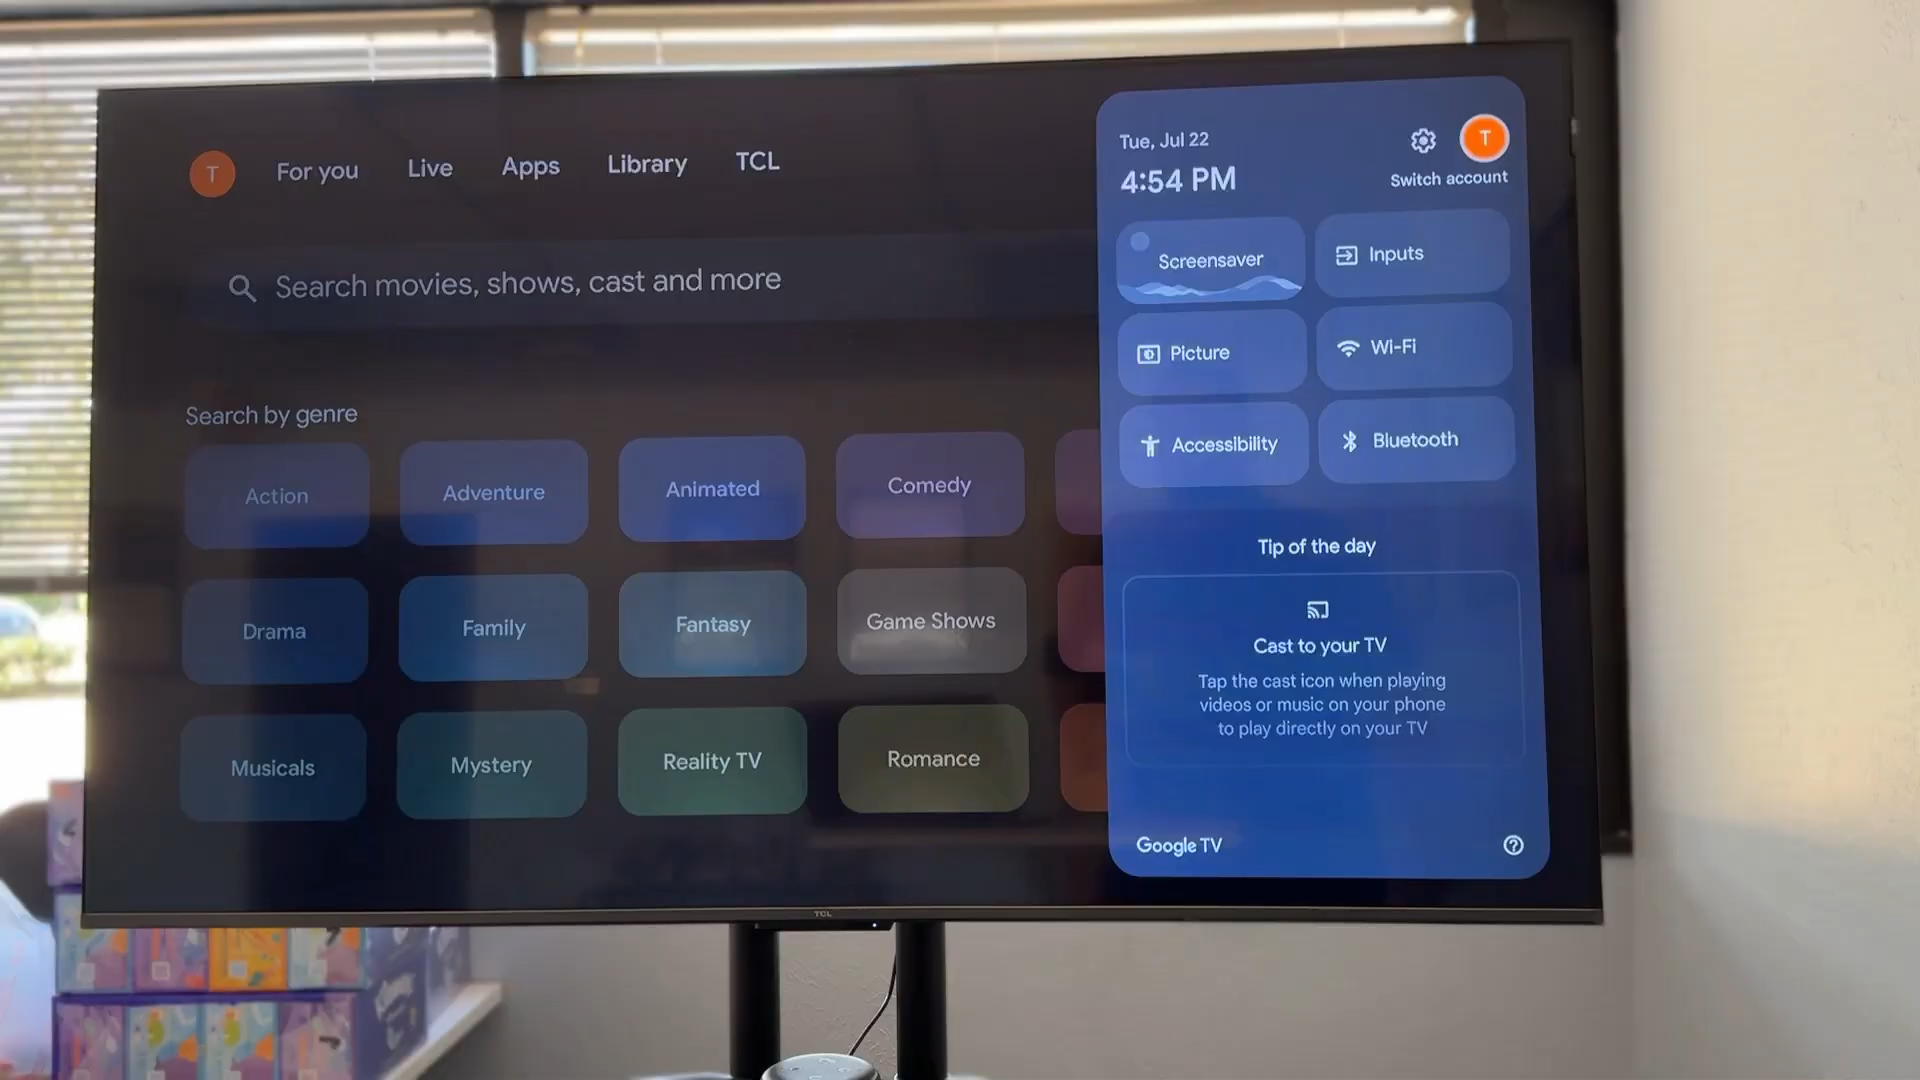 T
For you
Live
Apps
Library
TCL
Search movies, shows, cast and more
Search by genre
Action
Adventure
Animated
Comedy
Drama
Family
Fantasy
Game Shows
Musicals
Mystery
Reality TV
Romance
Tue, Jul 22
4:54 PM
T
Switch account
Screensaver
Inputs
Picture
Wi-Fi
Accessibility
Bluetooth
Tip of the day
Cast to your TV
Tap the cast icon when playing
videos or music on your phone
to play directly on your TV
Google TV
TCL
Kleenex